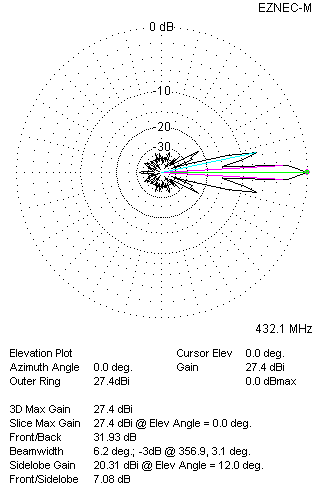 EZNEC-M
0 dB
-10
-20
-30
432.1 MHz
Elevation Plot Cursor Elev 0.0 deg.
Azimuth Angle 0.0 deg. Gain 27.4 dBi
Outer Ring 27.4dBi 0.0 dBmax
3D Max Gain 27.4 dBi
Slice Max Gain 27.4 dBi @ Elev Angle = 0.0 deg.
Front/Back 31.93 dB
Beamwidth 6.2 deg.; -3dB @ 356.9, 3.1 deg.
Sidelobe Gain 20.31 dBi @ Elev Angle = 12.0 deg.
Front/Sidelobe 7.08 dB